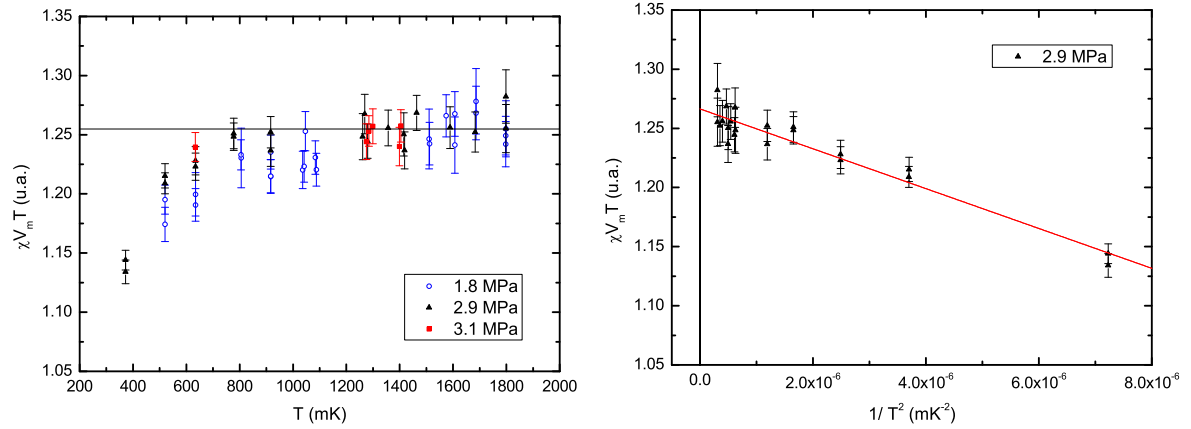 1.35
1.30
1.25
1.20
1.15
1.10
1.05
χVmT (u.a.)
1.8 MPa
2.9 MPa
3.1 MPa
200 400 600 800 1000 1200 1400 1600 1800 2000
T (mK)
1.35
1.30
1.25
1.20
1.15
1.10
1.05
χVmT (u.a.)
2.9 MPa
0.0 2.0x10⁻⁶ 4.0x10⁻⁶ 6.0x10⁻⁶ 8.0x10⁻⁶
1/ T² (mK⁻²)